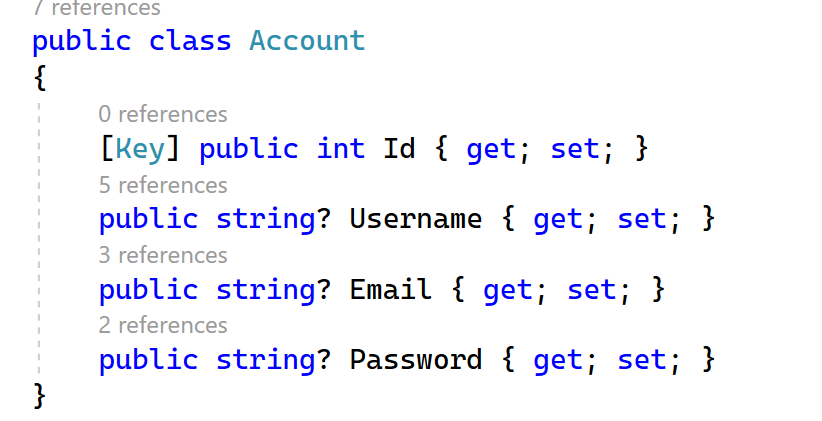 7 references
public class Account
{
0 references
[Key] public int Id { get; set; }
5 references
public string? Username { get; set; }
3 references
public string? Email { get; set; }
2 references
public string? Password { get; set; }
}